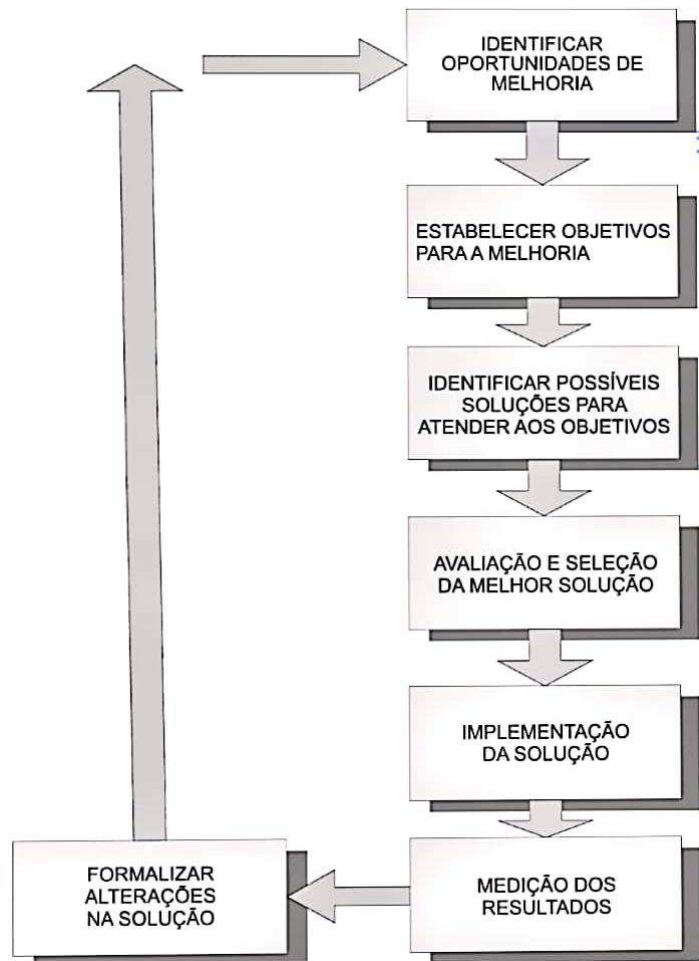 IDENTIFICAR
OPORTUNIDADES DE
MELHORIA
ESTABELECER OBJETIVOS
PARA A MELHORIA
IDENTIFICAR POSSÍVEIS
SOLUÇÕES PARA
ATENDER AOS OBJETIVOS
AVALIAÇÃO E SELEÇÃO
DA MELHOR SOLUÇÃO
IMPLEMENTAÇÃO
DA SOLUÇÃO
MEDIÇÃO DOS
RESULTADOS
FORMALIZAR
ALTERAÇÕES
NA SOLUÇÃO